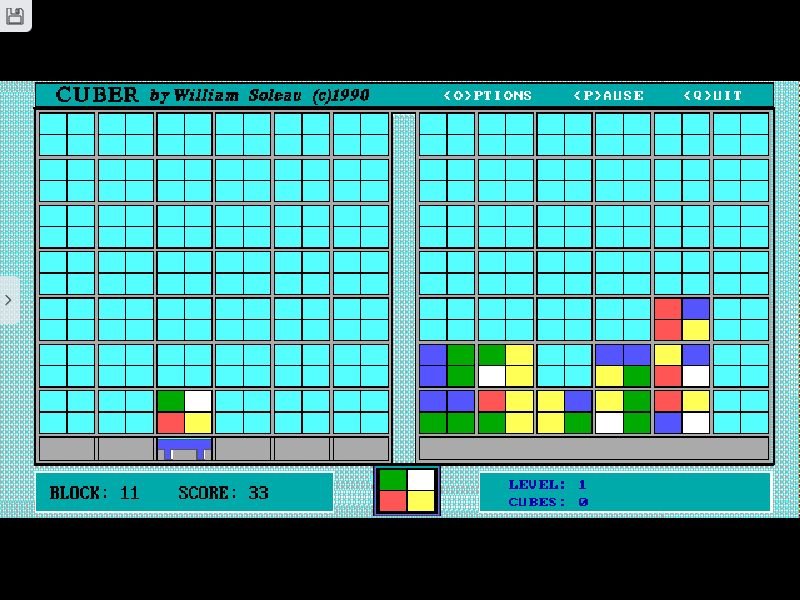 CUBER by William Soleau (c)1990 <O>PTIONS <P>AUSE <Q>UIT
BLOCK: 11 SCORE: 33
LEVEL: 1
CUBES: 0